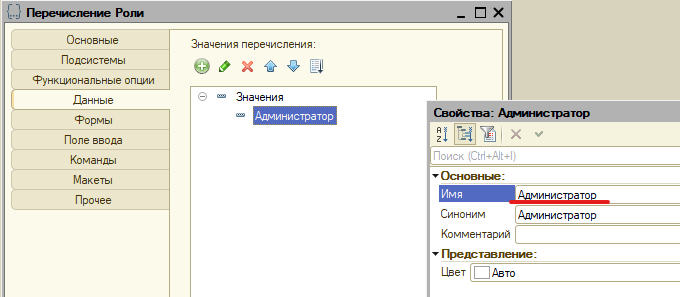 Перечисление Роли
Основные
Подсистемы
Функциональные опции
Данные
Формы
Поле ввода
Команды
Макеты
Прочее
Значения перечисления:
Значения
Администратор
Свойства: Администратор
Поиск (Ctrl+Alt+I)
Основные:
Имя Администратор
Синоним Администратор
Комментарий
Представление:
Цвет Авто